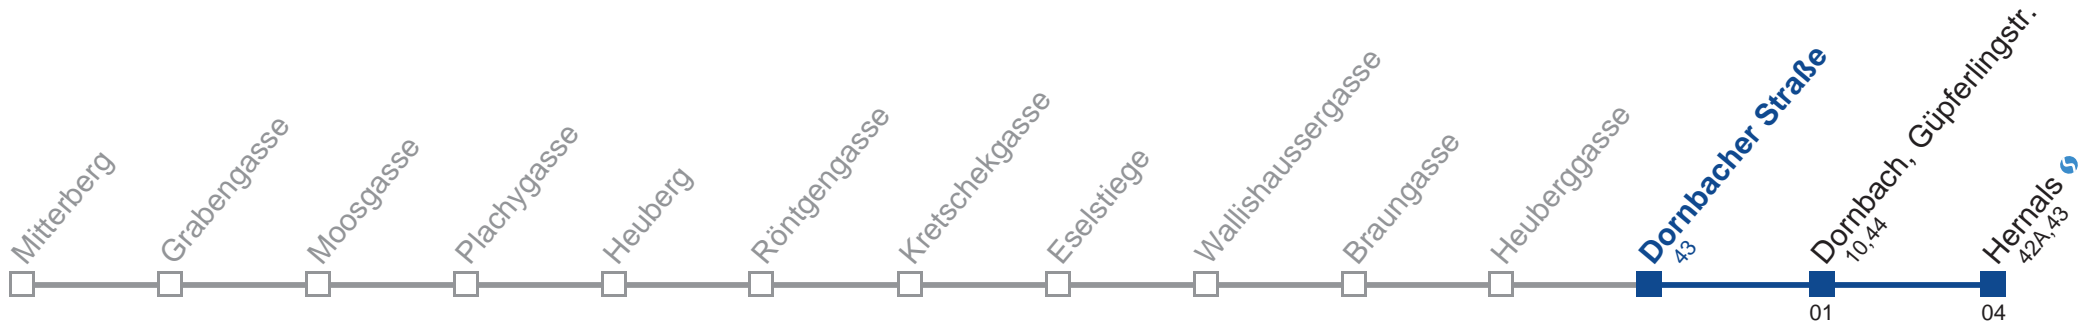 Mitterberg
Grabengasse
Moosgasse
Plachygasse
Heuberg
Röntgengasse
Kretschekgasse
Eselstiege
Wallishaussergasse
Braungasse
Heuberggasse
Dornbacher Straße
43
Dornbach, Güpferlingstr.
10,44
Hernals
42A,43
01
04